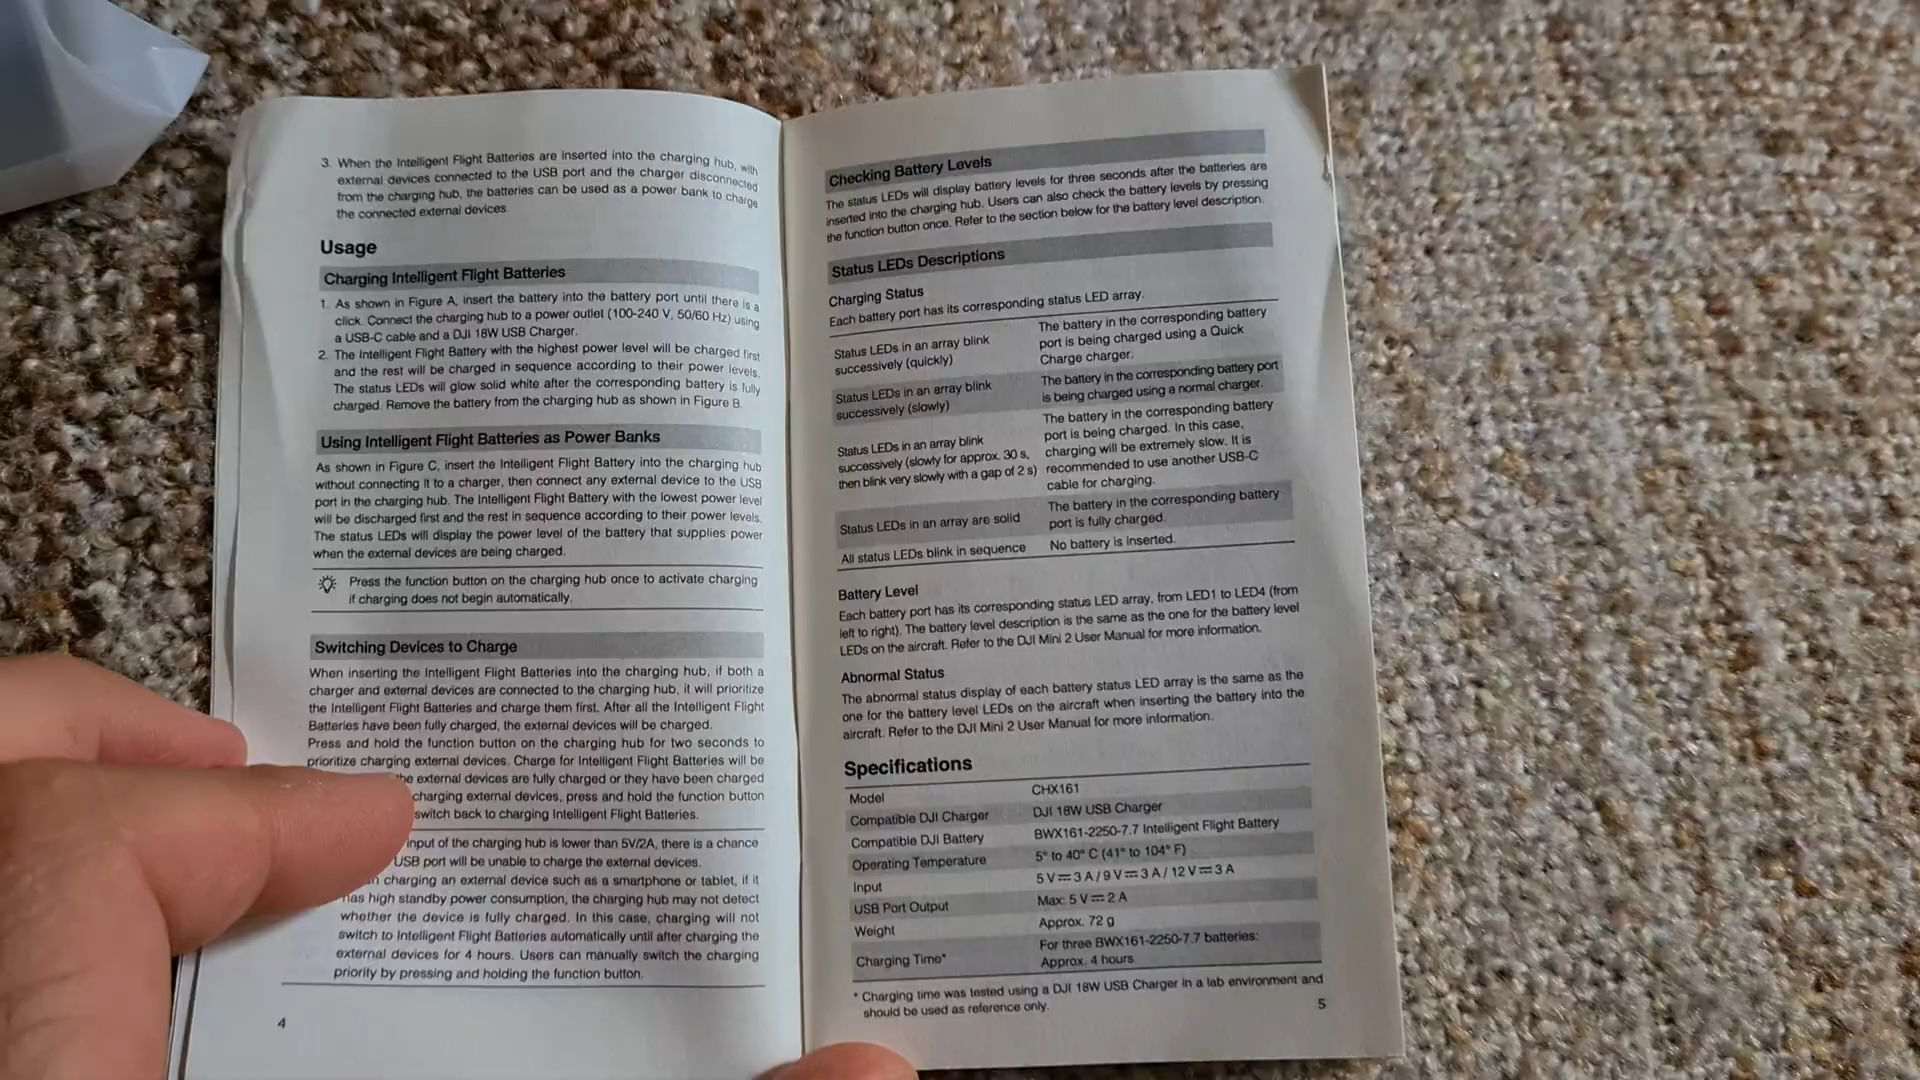 3. When the Intelligent Flight Batteries are inserted into the charging hub, with
external devices connected to the USB port and the charger disconnected
from the charging hub, the batteries can be used as a power bank to charge
the connected external devices.
Usage
Charging Intelligent Flight Batteries
1. As shown in Figure A, insert the battery into the battery port until there is a
click. Connect the charging hub to a power outlet (100-240 V, 50/60 Hz) using
a USB-C cable and a DJI 18W USB Charger.
2. The Intelligent Flight Battery with the highest power level will be charged first
and the rest will be charged in sequence according to their power levels.
The status LEDs will glow solid white after the corresponding battery is fully
charged. Remove the battery from the charging hub as shown in Figure B.
Using Intelligent Flight Batteries as Power Banks
As shown in Figure C, insert the Intelligent Flight Battery into the charging hub
without connecting it to a charger, then connect any external device to the USB
port in the charging hub. The Intelligent Flight Battery with the lowest power level
will be discharged first and the rest in sequence according to their power levels.
The status LEDs will display the power level of the battery that supplies power
when the external devices are being charged.
Press the function button on the charging hub once to activate charging
if charging does not begin automatically.
Switching Devices to Charge
When inserting the Intelligent Flight Batteries into the charging hub, if both a
charger and external devices are connected to the charging hub, it will prioritize
the Intelligent Flight Batteries and charge them first. After all the Intelligent Flight
Batteries have been fully charged, the external devices will be charged.
Press and hold the function button on the charging hub for two seconds to
prioritize charging external devices. Charge for Intelligent Flight Batteries will be
the external devices are fully charged or they have been charged
charging external devices, press and hold the function button
switch back to charging Intelligent Flight Batteries.
input of the charging hub is lower than 5V/2A, there is a chance
USB port will be unable to charge the external devices.
charging an external device such as a smartphone or tablet, if it
has high standby power consumption, the charging hub may not detect
whether the device is fully charged. In this case, charging will not
switch to Intelligent Flight Batteries automatically until after charging the
external devices for 4 hours. Users can manually switch the charging
priority by pressing and holding the function button.
4
Checking Battery Levels
The status LEDs will display battery levels for three seconds after the batteries are
inserted into the charging hub. Users can also check the battery levels by pressing
the function button once. Refer to the section below for the battery level description.
Status LEDs Descriptions
Charging Status
Each battery port has its corresponding status LED array.
Status LEDs in an array blink
successively (quickly)
The battery in the corresponding battery
port is being charged using a Quick
Charge charger.
Status LEDs in an array blink
successively (slowly)
The battery in the corresponding battery port
is being charged using a normal charger.
Status LEDs in an array blink
successively (slowly for approx. 30 s,
then blink very slowly with a gap of 2 s)
The battery in the corresponding battery
port is being charged. In this case,
charging will be extremely slow. It is
recommended to use another USB-C
cable for charging.
Status LEDs in an array are solid
The battery in the corresponding battery
port is fully charged.
All status LEDs blink in sequence
No battery is inserted.
Battery Level
Each battery port has its corresponding status LED array, from LED1 to LED4 (from
left to right). The battery level description is the same as the one for the battery level
LEDs on the aircraft. Refer to the DJI Mini 2 User Manual for more information.
Abnormal Status
The abnormal status display of each battery status LED array is the same as the
one for the battery level LEDs on the aircraft when inserting the battery into the
aircraft. Refer to the DJI Mini 2 User Manual for more information.
Specifications
Model CHX161
Compatible DJI Charger DJI 18W USB Charger
Compatible DJI Battery BWX161-2250-7.7 Intelligent Flight Battery
Operating Temperature 5° to 40° C (41° to 104° F)
Input 5 V⎓3 A / 9 V⎓3 A / 12 V⎓3 A
USB Port Output Max: 5 V⎓2 A
Weight Approx. 72 g
Charging Time*
For three BWX161-2250-7.7 batteries:
Approx. 4 hours
* Charging time was tested using a DJI 18W USB Charger in a lab environment and
should be used as reference only.
5